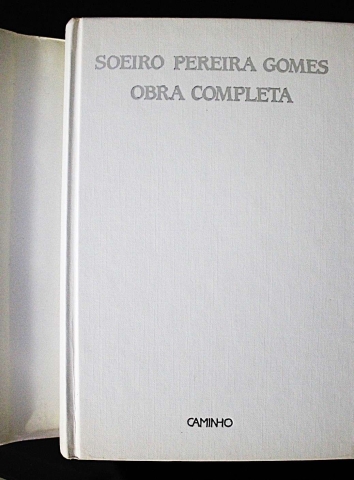 SOEIRO PEREIRA GOMES
OBRA COMPLETA
CAMINHO